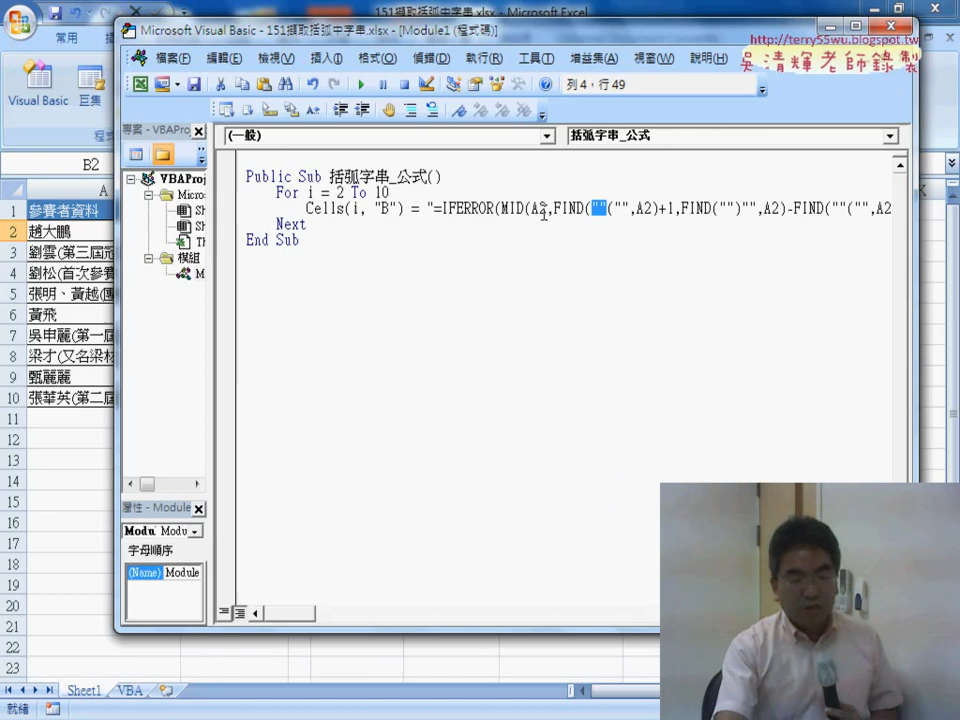 151擷取括弧中字串.xlsx - Microsoft Excel
Microsoft Visual Basic - 151擷取括弧中字串.xlsx - [Module1 (程式碼)]
http://terry55wu.blogspot.tw
吳清輝老師錄製
常用
檔案(F) 編輯(E) 檢視(V) 插入(I) 格式(O) 偵錯(D) 執行(R) 工具(T) 增益集(A) 視窗(W) 說明(H)
列 4，行 49
Visual Basic 巨集
專案 - VBAPro
(一般) 括弧字串_公式
B2
VBAProj
Micro
Sh
Sh
Th
模組
M
Public Sub 括弧字串_公式()
For i = 2 To 10
Cells(i, "B") = "=IFERROR(MID(A2,FIND(""("",A2)+1,FIND("")"",A2)-FIND(""("",A2
Next
End Sub
A
1 參賽者資料
2 趙大鵬
3 劉雲(第三屆冠
4 劉松(首次參賽
5 張明、黃越(團
6 黃飛
7 吳申麗(第一屆
8 梁才(又名梁材
9 甄麗麗
10 張華英(第二屆
11
12
13
14
15
16
17
18
19
20
21
22
23
屬性 - Module
Modu Modu
字母順序
(Name) Module
Sheet1 VBA
就緒